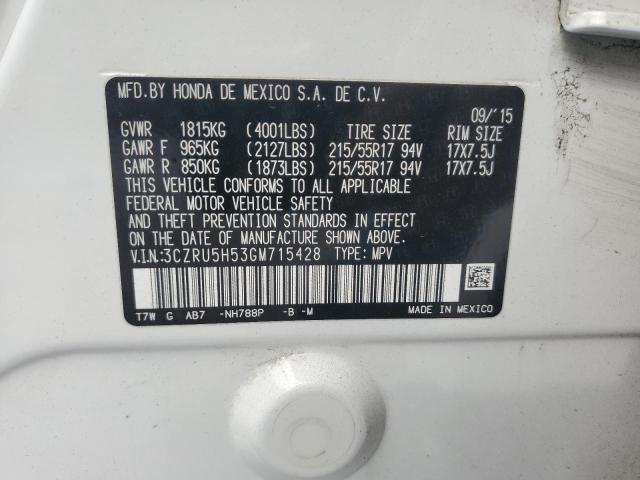 MFD.BY HONDA DE MEXICO S.A. DE C.V.
09/'15
GVWR 1815KG (4001LBS) TIRE SIZE RIM SIZE
GAWR F 965KG (2127LBS) 215/55R17 94V 17X7.5J
GAWR R 850KG (1873LBS) 215/55R17 94V 17X7.5J
THIS VEHICLE CONFORMS TO ALL APPLICABLE
FEDERAL MOTOR VEHICLE SAFETY
AND THEFT PREVENTION STANDARDS IN EFFECT
ON THE DATE OF MANUFACTURE SHOWN ABOVE.
V.I.N.:3CZRU5H53GM715428 TYPE: MPV
T7W G AB7 -NH788P -B -M MADE IN MEXICO